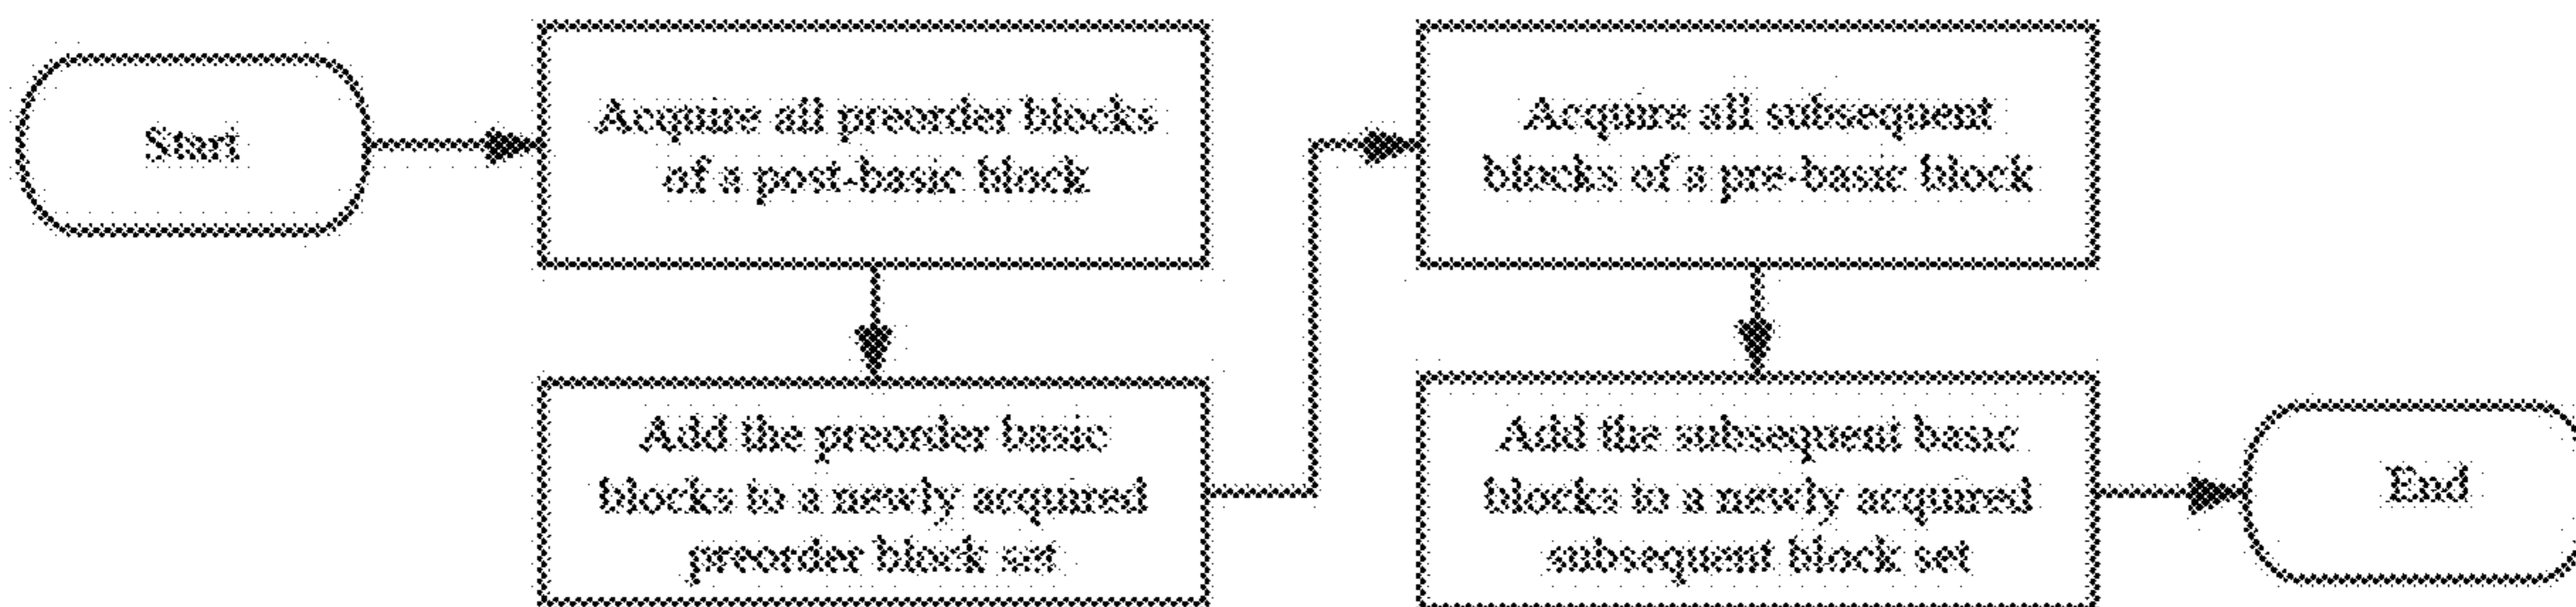 Start
Acquire all preorder blocks
of a post-basic block
Add the preorder basic
blocks to a newly acquired
preorder block set
Acquire all subsequent
blocks of a pre-basic block
Add the subsequent basic
blocks to a newly acquired
subsequent block set
End